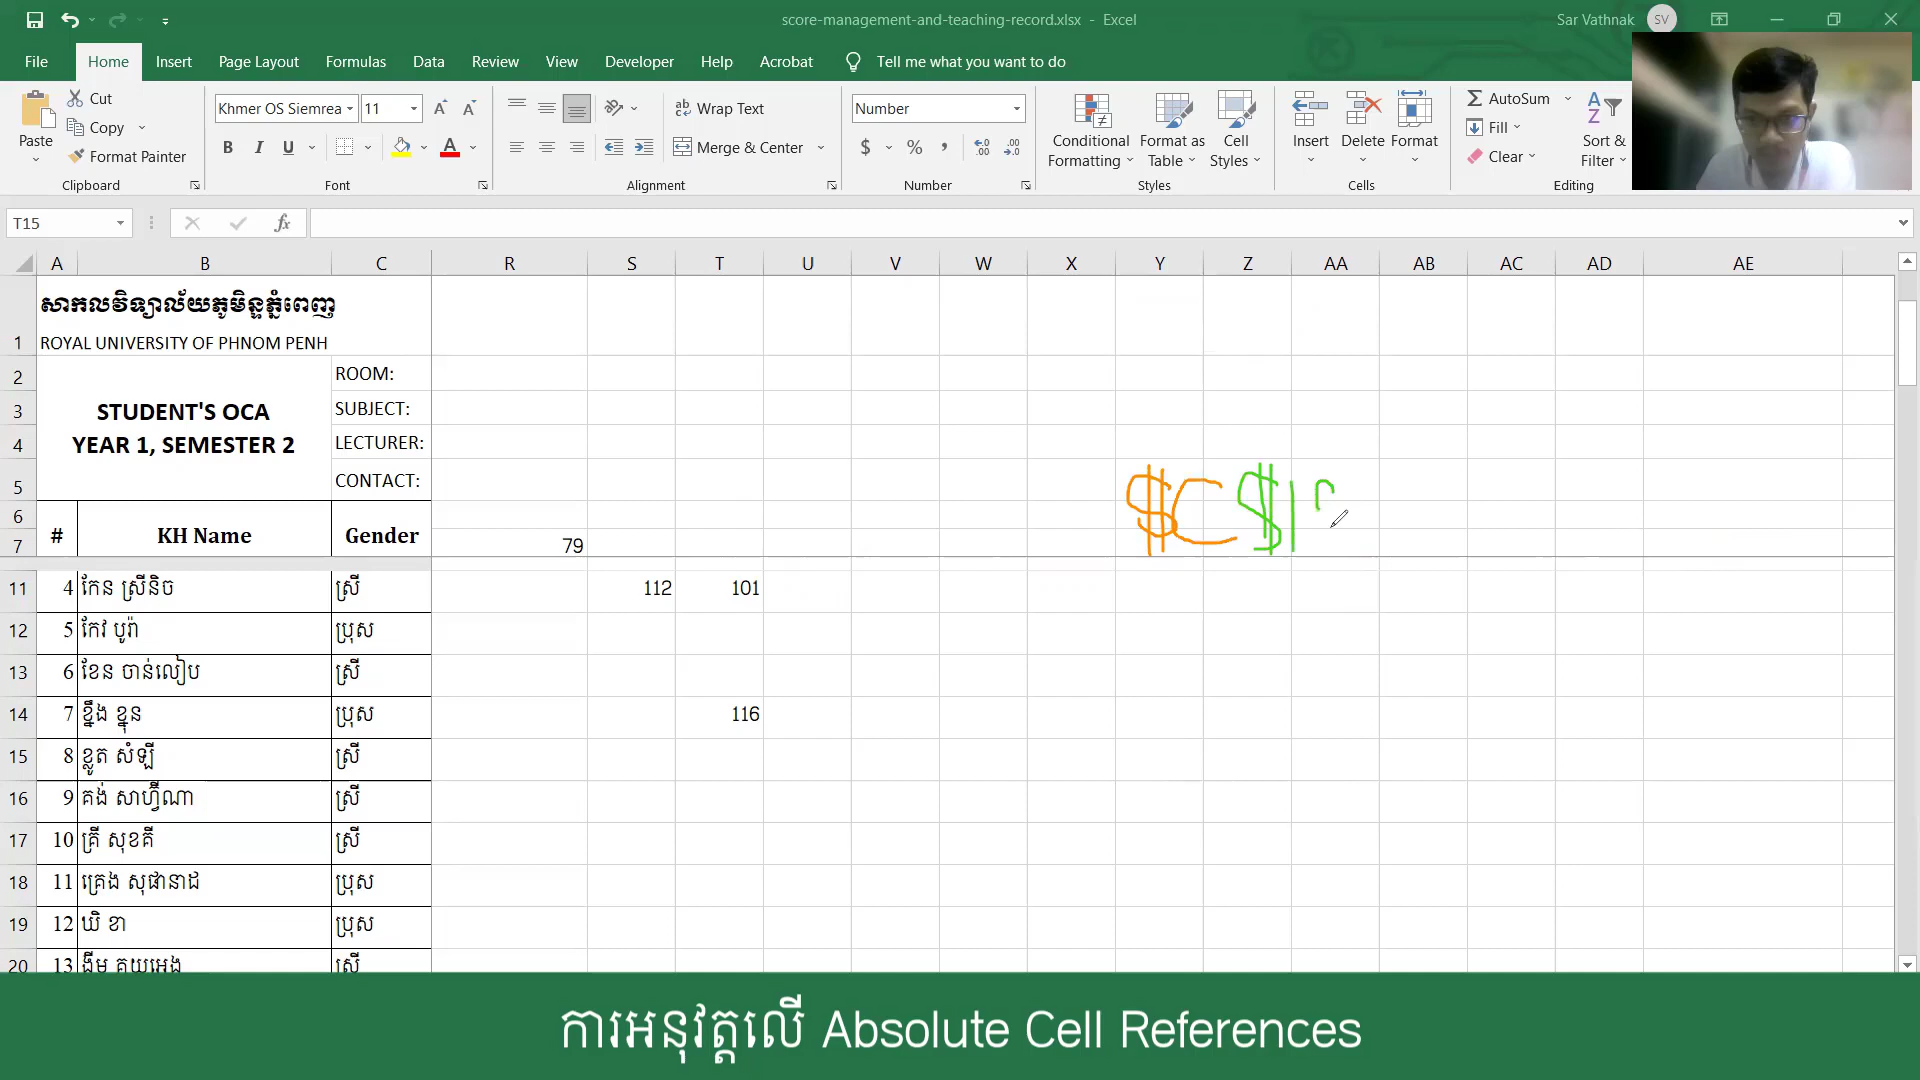 score-management-and-teaching-record.xlsx - Excel
Sar Vathnak SV
File Home Insert Page Layout Formulas Data Review View Developer Help Acrobat Tell me what you want to do
Paste
Cut
Copy
Format Painter
Clipboard
Khmer OS Siemrea 11
B I U
Font
Wrap Text
Merge & Center
Alignment
Number
$ % ,
Number
Conditional Formatting
Format as Table
Cell Styles
Styles
Insert
Delete
Format
Cells
AutoSum
Fill
Clear
Sort & Filter
Editing
T15 fx
A B C R S T U V W X Y Z AA AB AC AD AE
សាកលវិទ្យាល័យភូមិន្ទភ្នំពេញ
1 ROYAL UNIVERSITY OF PHNOM PENH
2 ROOM:
3 STUDENT'S OCA SUBJECT:
4 YEAR 1, SEMESTER 2 LECTURER:
5 CONTACT:
$C $1
6
# KH Name Gender
7 79
11 4 កែន ស្រីនិច ស្រី 112 101
12 5 កែវ បូរ៉ា ប្រុស
13 6 ខែន ចាន់លៀប ស្រី
14 7 ខ្នឹង ខ្នុន ប្រុស 116
15 8 ខ្លូត សំឡី ស្រី
16 9 គង់ សាហ្វីណា ស្រី
17 10 គ្រី សុខគី ស្រី
18 11 គ្រេង សុផានាដ ប្រុស
19 12 ឃិ ខា ប្រុស
20 13 ងីម គួយអេង ស្រី
ការអនុវត្តលើ Absolute Cell References